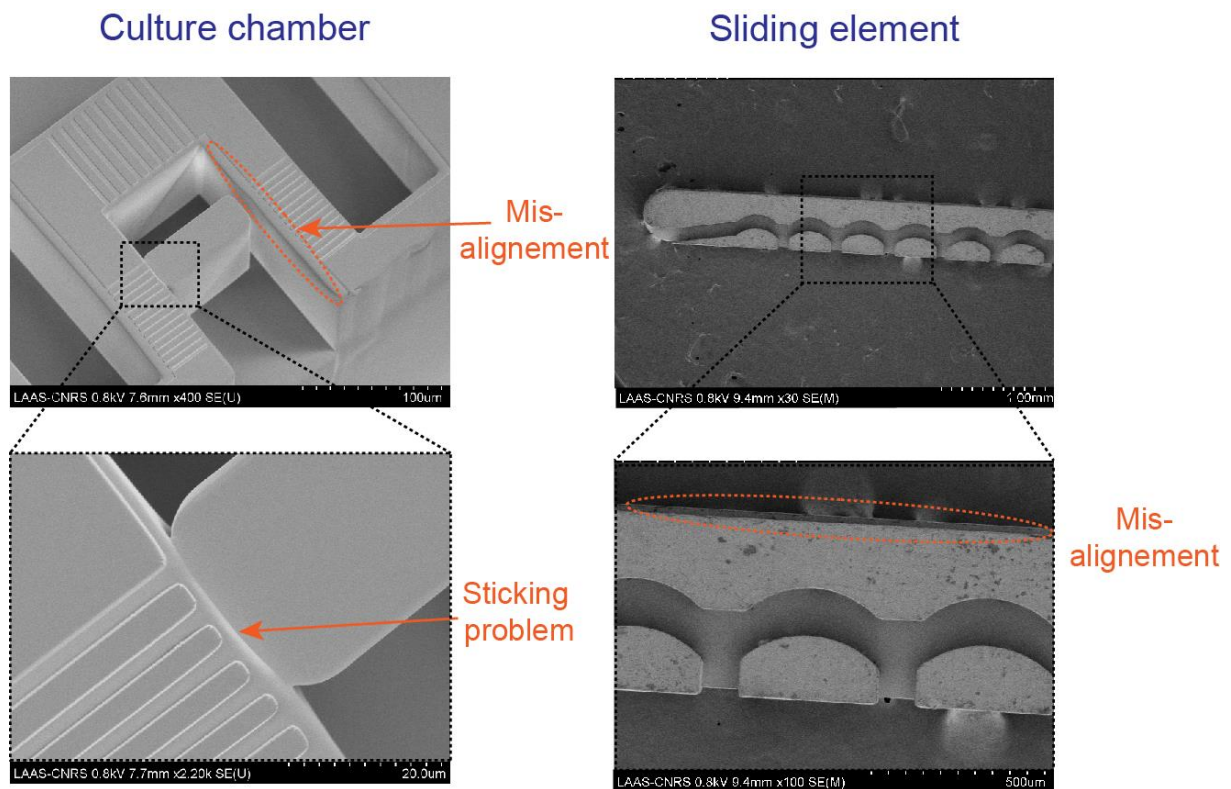 Culture chamber
Sliding element
Mis-
alignement
LAAS-CNRS 0.8kV 7.6mm x400 SE(U) 100um
LAAS-CNRS 0.8kV 9.4mm x30 SE(M) 1.00mm
Sticking
problem
Mis-
alignement
LAAS-CNRS 0.8kV 7.7mm x2.20k SE(U) 20.0um
LAAS-CNRS 0.8kV 9.4mm x100 SE(M) 500um